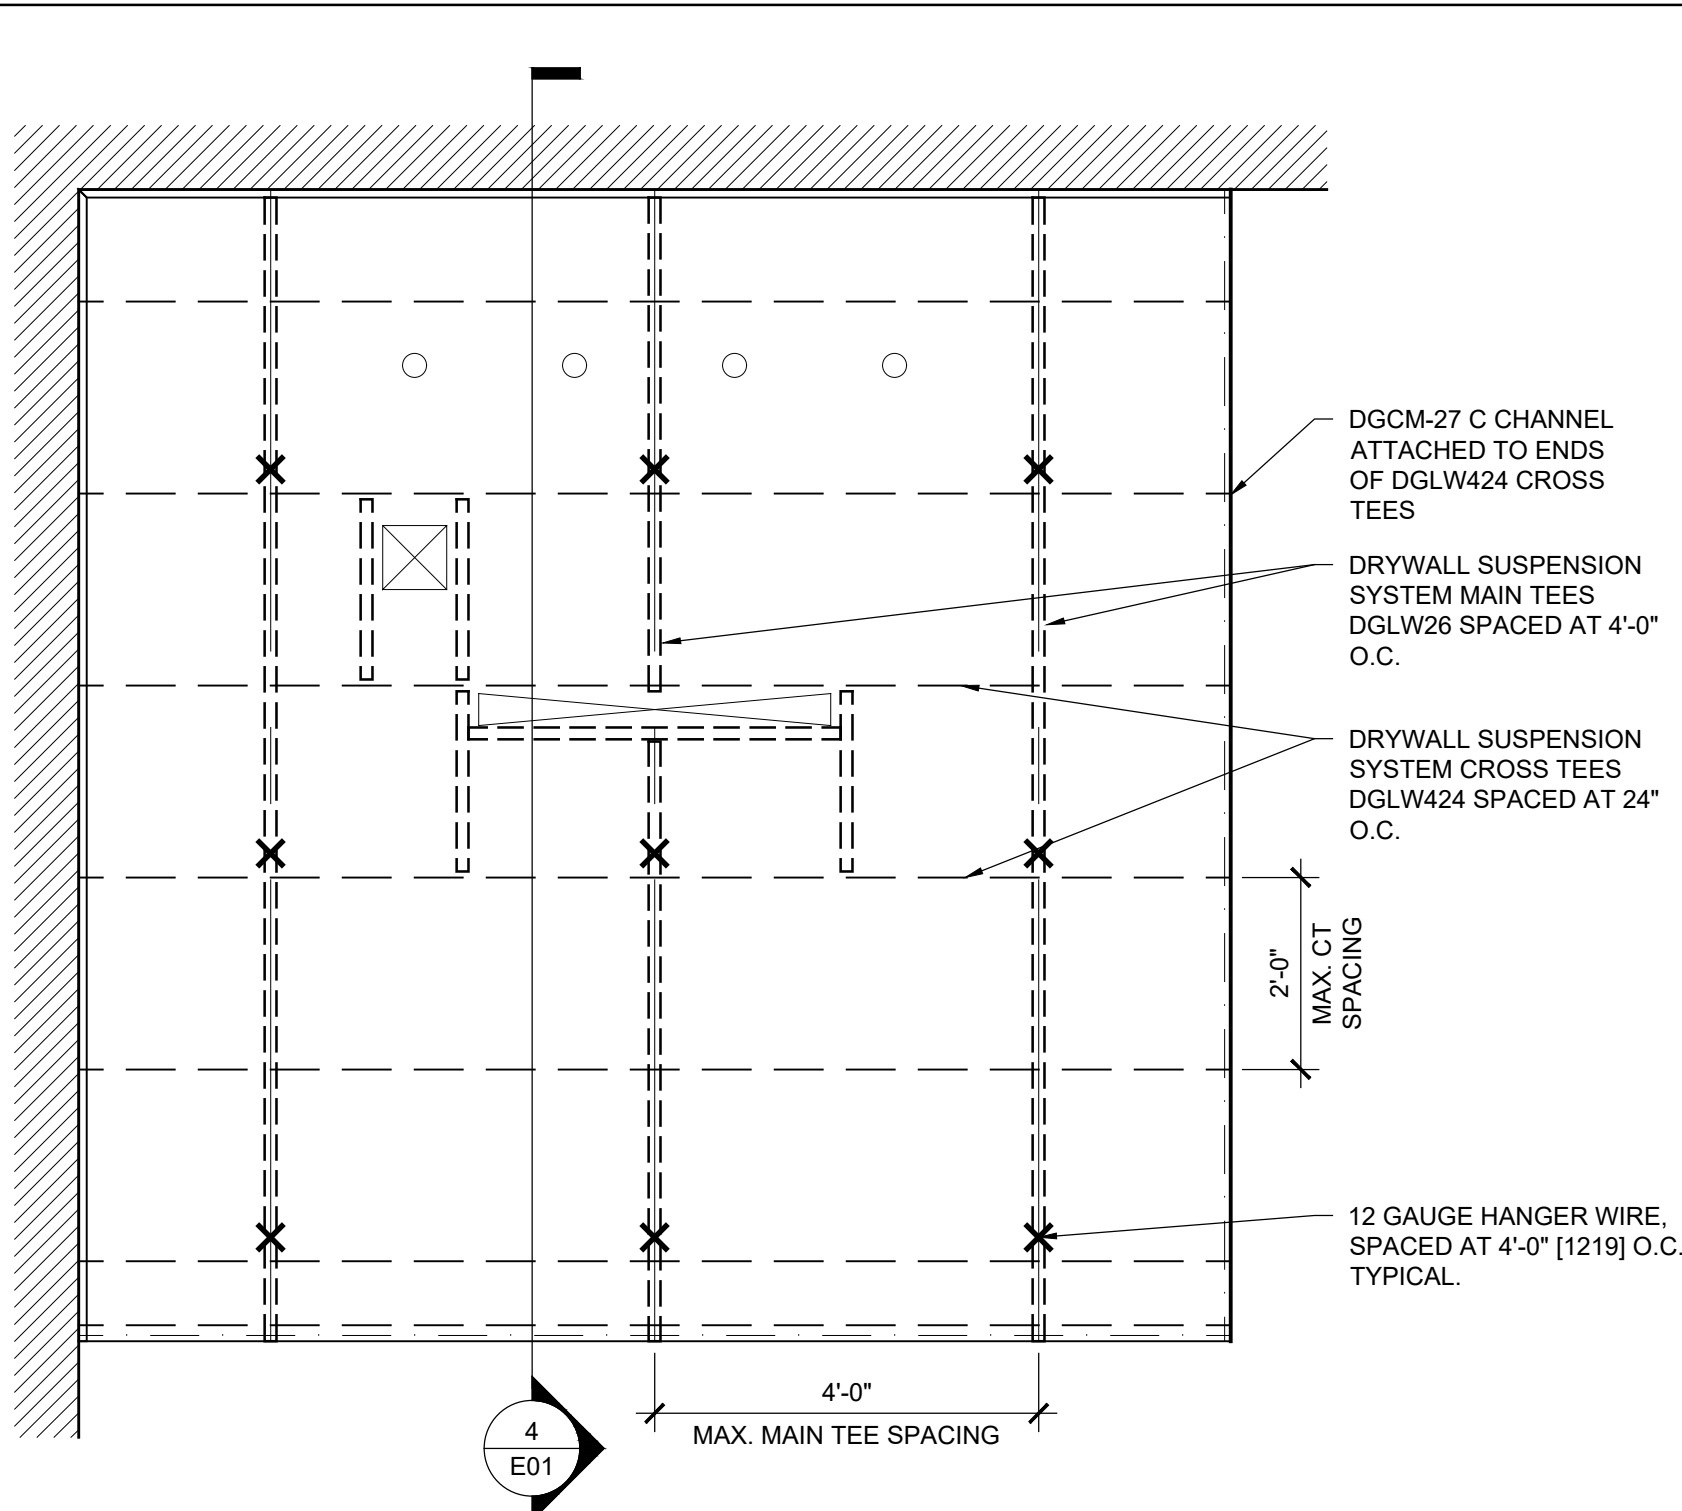 DGCM-27 C CHANNEL
ATTACHED TO ENDS
OF DGLW424 CROSS
TEES
DRYWALL SUSPENSION
SYSTEM MAIN TEES
DGLW26 SPACED AT 4'-0"
O.C.
DRYWALL SUSPENSION
SYSTEM CROSS TEES
DGLW424 SPACED AT 24"
O.C.
2'-0"
MAX. CT
SPACING
12 GAUGE HANGER WIRE,
SPACED AT 4'-0" [1219] O.C.
TYPICAL.
4'-0"
MAX. MAIN TEE SPACING
4
E01